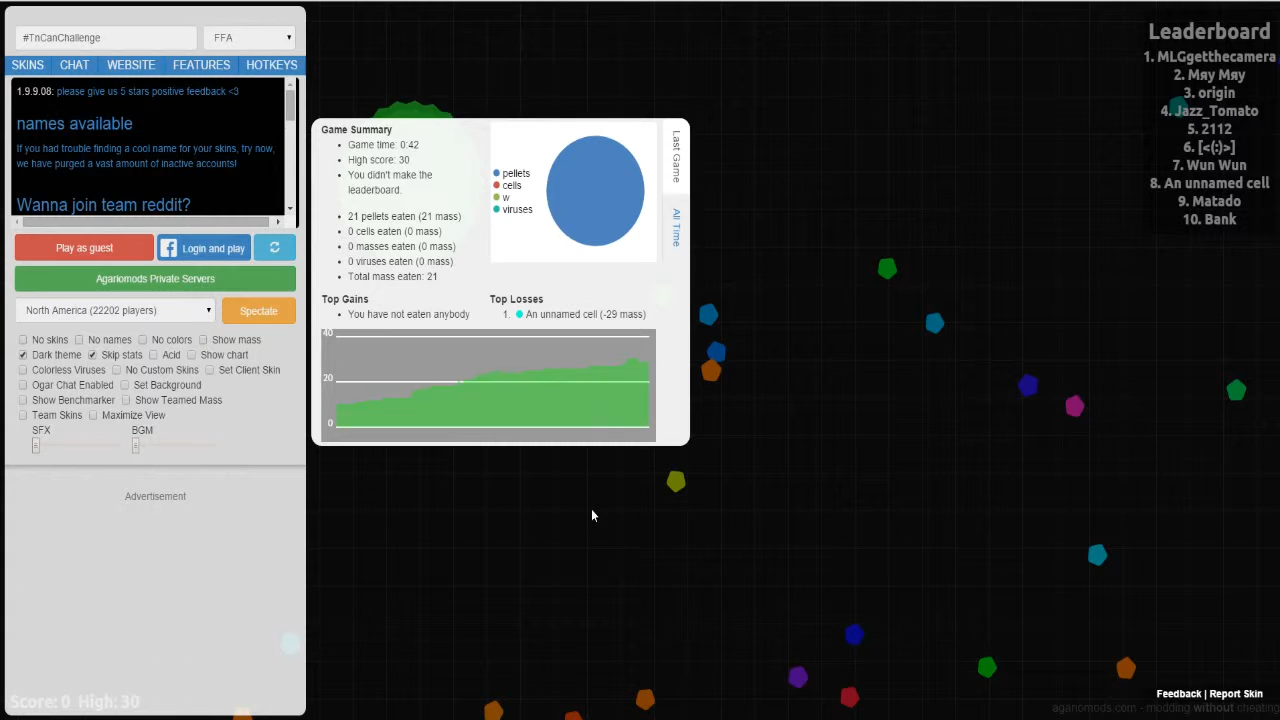 #TnCanChallenge
FFA
SKINS CHAT WEBSITE FEATURES HOTKEYS
1.9.9.08: please give us 5 stars positive feedback <3
names available
If you had trouble finding a cool name for your skins, try now,
we have purged a vast amount of inactive accounts!
Wanna join team reddit?
Play as guest
Login and play
Agariomods Private Servers
North America (22202 players)
Spectate
No skins No names No colors Show mass
Dark theme Skip stats Acid Show chart
Colorless Viruses No Custom Skins Set Client Skin
Ogar Chat Enabled Set Background
Show Benchmarker Show Teamed Mass
Team Skins Maximize View
SFX BGM
Advertisement
Score: 0 High: 30
Game Summary
Game time: 0:42
High score: 30
You didn't make the
leaderboard.
21 pellets eaten (21 mass)
0 cells eaten (0 mass)
0 masses eaten (0 mass)
0 viruses eaten (0 mass)
Total mass eaten: 21
pellets
cells
w
viruses
Last Game
All Time
Top Gains
You have not eaten anybody
Top Losses
1. An unnamed cell (-29 mass)
40
20
0
Leaderboard
1. MLGgetthecamera
2. Мяу Мяу
3. origin
4. Jazz_Tomato
5. 2112
6. [<(:)>]
7. Wun Wun
8. An unnamed cell
9. Matado
10. Bank
Feedback | Report Skin
agariomods.com - modding without cheating